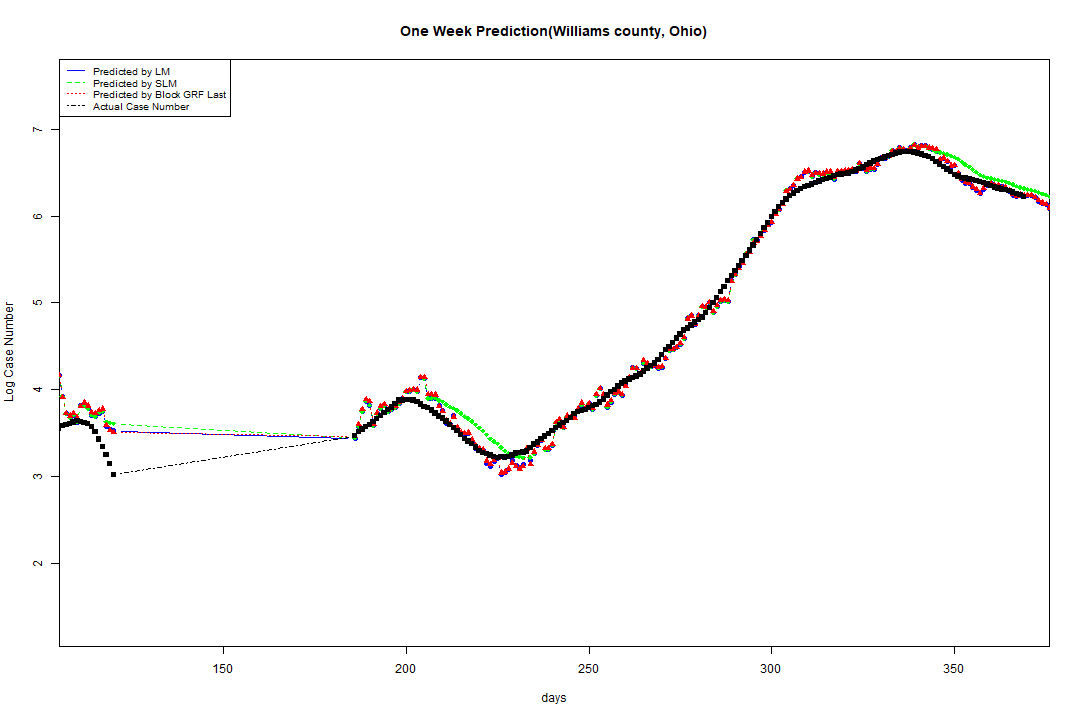 One Week Prediction(Williams county, Ohio)
Predicted by LM
Predicted by SLM
Predicted by Block GRF Last
Actual Case Number
7
6
5
4
3
2
Log Case Number
150 200 250 300 350
days